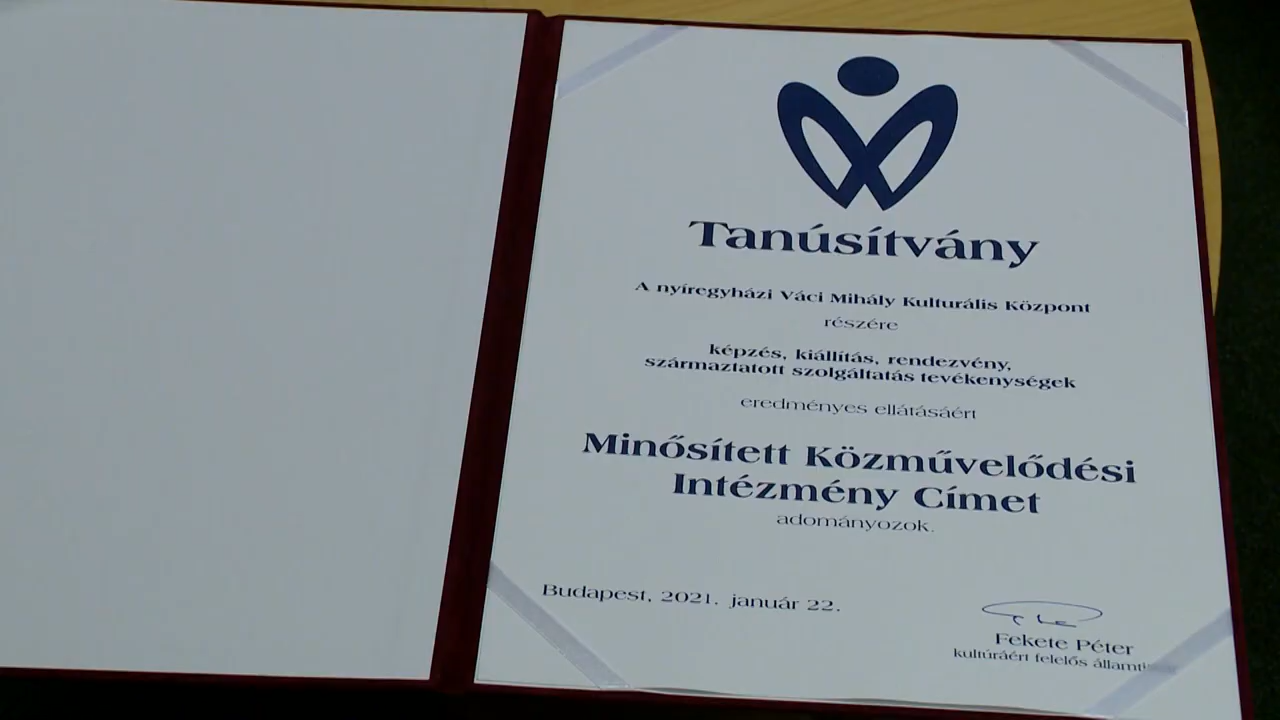 Tanúsítvány
A nyíregyházi Váci Mihály Kulturális Központ
részére
képzés, kiállítás, rendezvény,
származtatott szolgáltatás tevékenységek
eredményes ellátásáért
Minősített Közművelődési
Intézmény Címet
adományozok.
Budapest, 2021. január 22.
Fekete Péter
kultúráért felelős